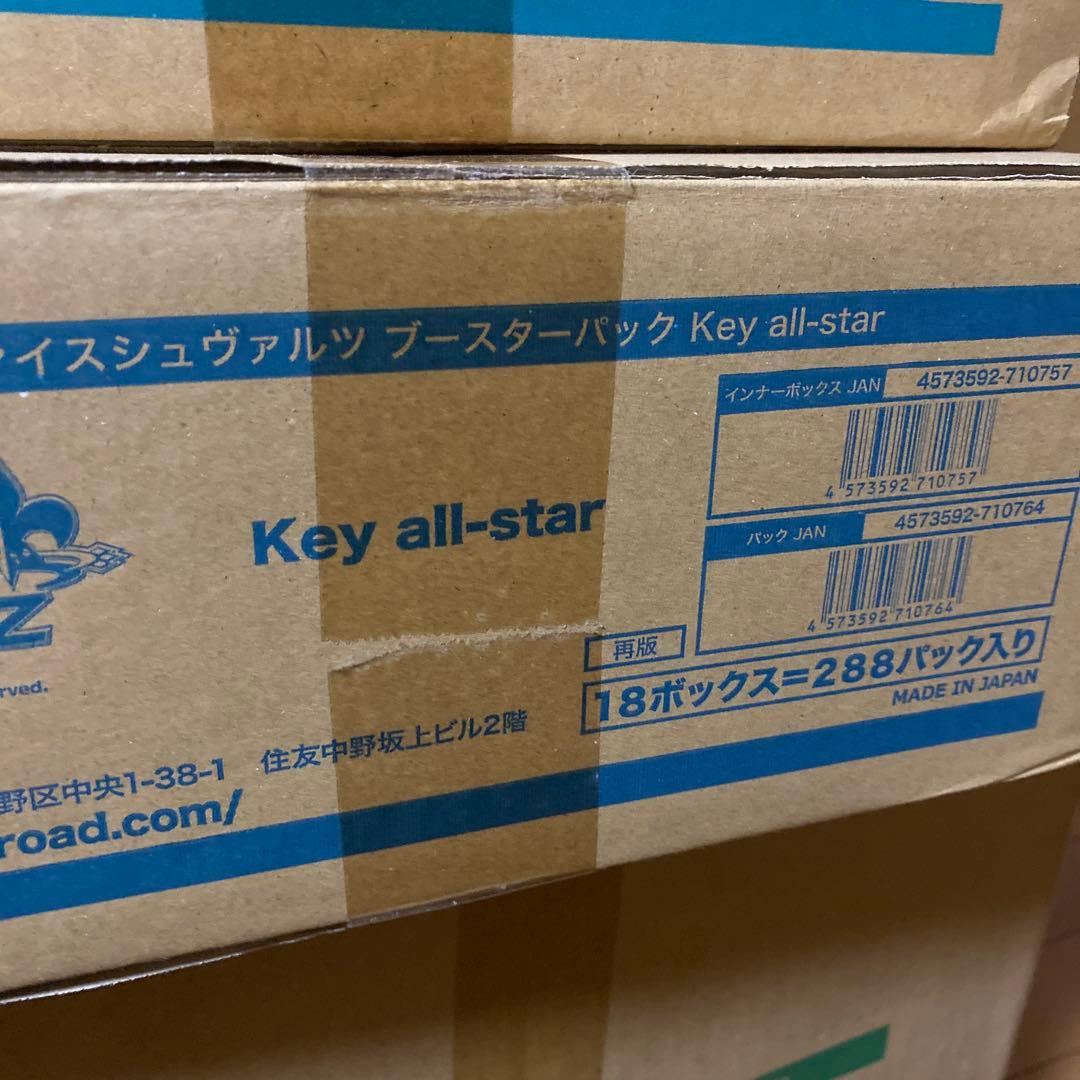 イスシュヴァルツ ブースターパック Key all-star
インナーボックス JAN 4573592-710757
4 573592 710757
Key all-star
パック JAN 4573592-710764
4 573592 710764
再版
18ボックス=288パック入り
MADE IN JAPAN
Z
rved.
野区中央1-38-1 住友中野坂上ビル2階
road.com/